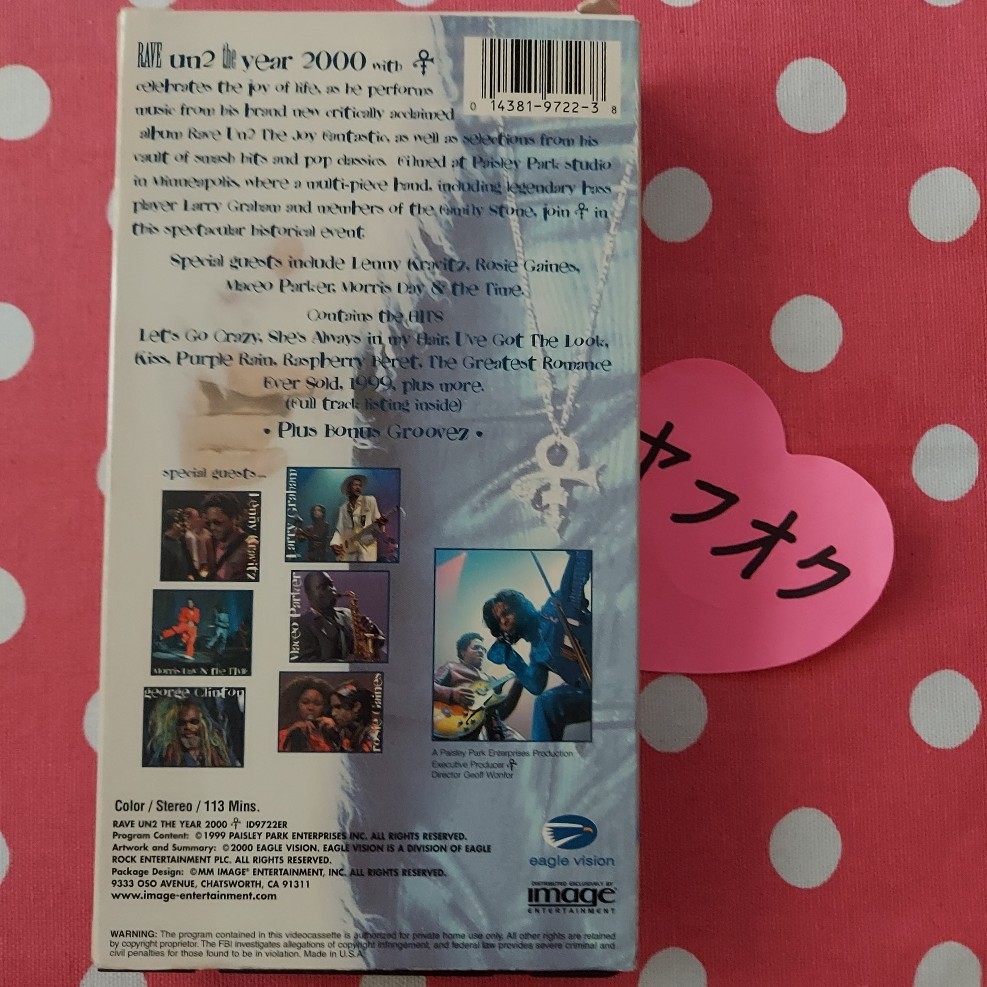 RAVE un2 the year 2000 with
celebrates the joy of life, as he performs
music from his brand new critically acclaimed
album Rave Un2 The Joy Fantastic, as well as selections from his
vault of smash hits and pop classics. Filmed at Paisley Park studio
in Minneapolis, where a multi-piece band, including legendary bass
player Larry Graham and members of the Family Stone, join in
this spectacular historical event.
Special guests include Lenny Kravitz, Rosie Gaines,
Maceo Parker, Morris Day & the Time.
Contains the HITS
Let's Go Crazy, She's Always in my Hair, I've Got The Look,
Kiss, Purple Rain, Raspberry Beret, The Greatest Romance
Ever Sold, 1999, plus more.
(Full track listing inside)
• Plus Bonus Groovez •
0 14381-9722-3 8
special guests...
Lenny Kravitz
Larry Graham
Morris Day & the Time
Maceo Parker
george Clinton
rosie Gaines
A Paisley Park Enterprises Production
Executive Producer
Director Geoff Wonfor
Color / Stereo / 113 Mins.
RAVE UN2 THE YEAR 2000 ID9722ER
Program Content: ©1999 PAISLEY PARK ENTERPRISES INC. ALL RIGHTS RESERVED.
Artwork and Summary: ©2000 EAGLE VISION. EAGLE VISION IS A DIVISION OF EAGLE
ROCK ENTERTAINMENT PLC. ALL RIGHTS RESERVED.
Package Design: ©MM IMAGE® ENTERTAINMENT, INC. ALL RIGHTS RESERVED.
9333 OSO AVENUE, CHATSWORTH, CA 91311
www.image-entertainment.com
eagle vision
DISTRIBUTED EXCLUSIVELY BY
image
ENTERTAINMENT
WARNING: The program contained in this videocassette is authorized for private home use only. All other rights are retained
by copyright proprietor. The FBI investigates allegations of copyright infringement, and federal law provides severe criminal and
civil penalties for those found to be in violation. Made in U.S.A.
ヤフオク